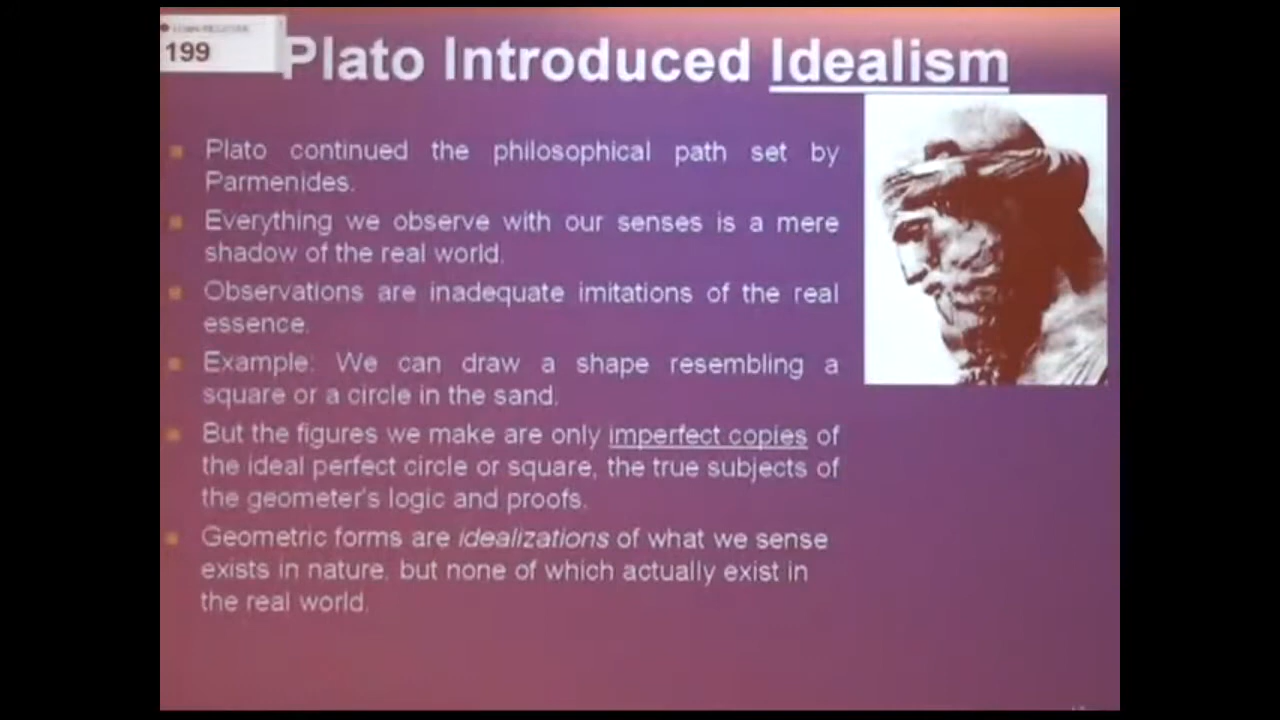 199
Plato Introduced Idealism
Plato continued the philosophical path set by
Parmenides.
Everything we observe with our senses is a mere
shadow of the real world.
Observations are inadequate imitations of the real
essence.
Example: We can draw a shape resembling a
square or a circle in the sand.
But the figures we make are only imperfect copies of
the ideal perfect circle or square, the true subjects of
the geometer's logic and proofs.
Geometric forms are idealizations of what we sense
exists in nature, but none of which actually exist in
the real world.